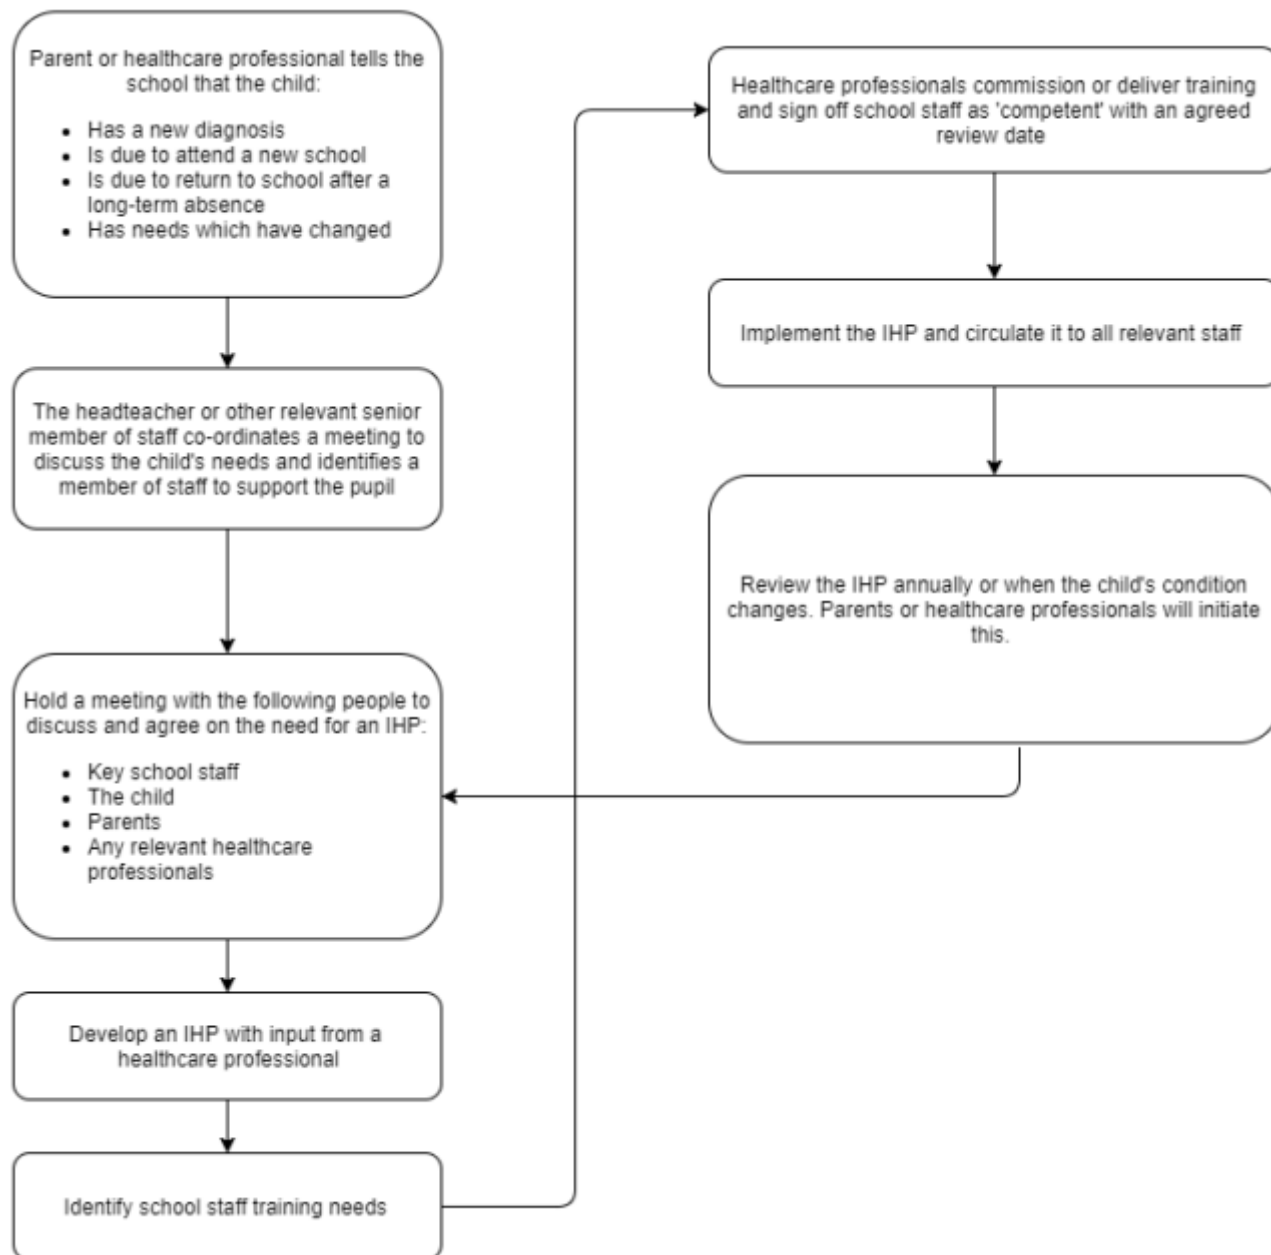 Parent or healthcare professional tells the
school that the child:
• Has a new diagnosis
• Is due to attend a new school
• Is due to return to school after a
long-term absence
• Has needs which have changed
The headteacher or other relevant senior
member of staff co-ordinates a meeting to
discuss the child's needs and identifies a
member of staff to support the pupil
Hold a meeting with the following people to
discuss and agree on the need for an IHP:
• Key school staff
• The child
• Parents
• Any relevant healthcare
professionals
Develop an IHP with input from a
healthcare professional
Identify school staff training needs
Healthcare professionals commission or deliver training
and sign off school staff as 'competent' with an agreed
review date
Implement the IHP and circulate it to all relevant staff
Review the IHP annually or when the child's condition
changes. Parents or healthcare professionals will initiate
this.